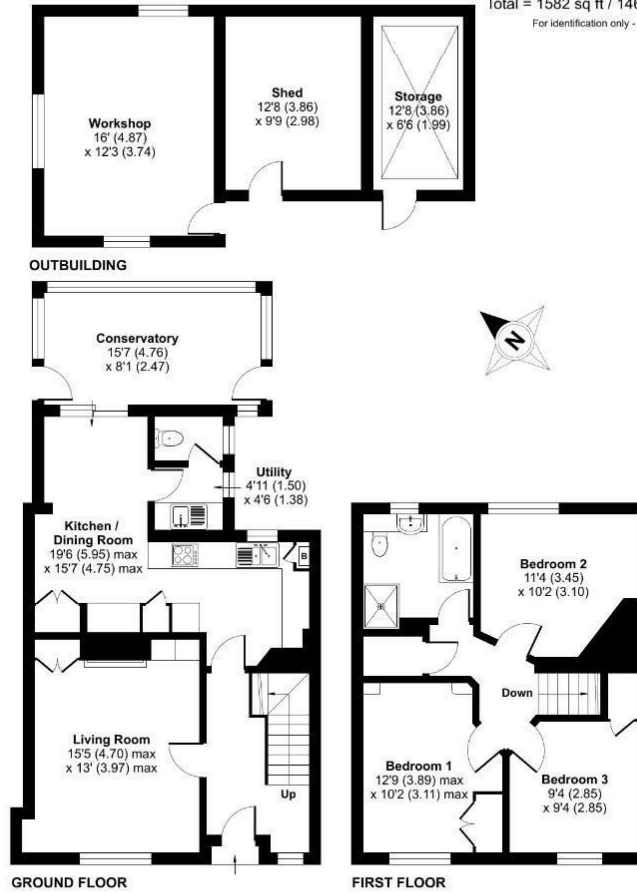 Total = 1582 sq ft / 146
For identification only -
Workshop
16' (4.87)
x 12'3 (3.74)
Shed
12'8 (3.86)
x 9'9 (2.98)
Storage
12'8 (3.86)
x 6'6 (1.99)
OUTBUILDING
Conservatory
15'7 (4.76)
x 8'1 (2.47)
N
Utility
4'11 (1.50)
x 4'6 (1.38)
Kitchen /
Dining Room
19'6 (5.95) max
x 15'7 (4.75) max
B
Living Room
15'5 (4.70) max
x 13' (3.97) max
Up
GROUND FLOOR
Bedroom 2
11'4 (3.45)
x 10'2 (3.10)
Down
Bedroom 1
12'9 (3.89) max
x 10'2 (3.11) max
Bedroom 3
9'4 (2.85)
x 9'4 (2.85)
FIRST FLOOR